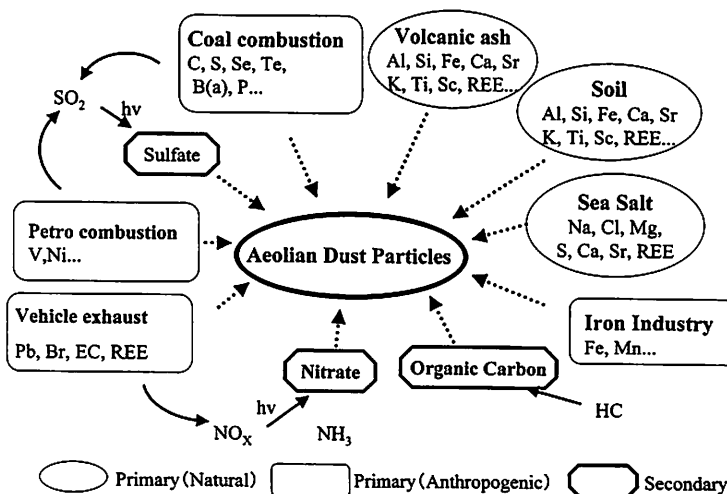 Coal combustion
C, S, Se, Te,
B(a), P...
Volcanic ash
Al, Si, Fe, Ca, Sr
K, Ti, Sc, REE...
Soil
Al, Si, Fe, Ca, Sr
K, Ti, Sc, REE...
SO2
hv
Sulfate
Sea Salt
Na, Cl, Mg,
S, Ca, Sr, REE
Petro combustion
V,Ni...
Aeolian Dust Particles
Vehicle exhaust
Pb, Br, EC, REE
Iron Industry
Fe, Mn...
Nitrate
Organic Carbon
hv
NOX
NH3
HC
Primary(Natural)
Primary(Anthropogenic)
Secondary